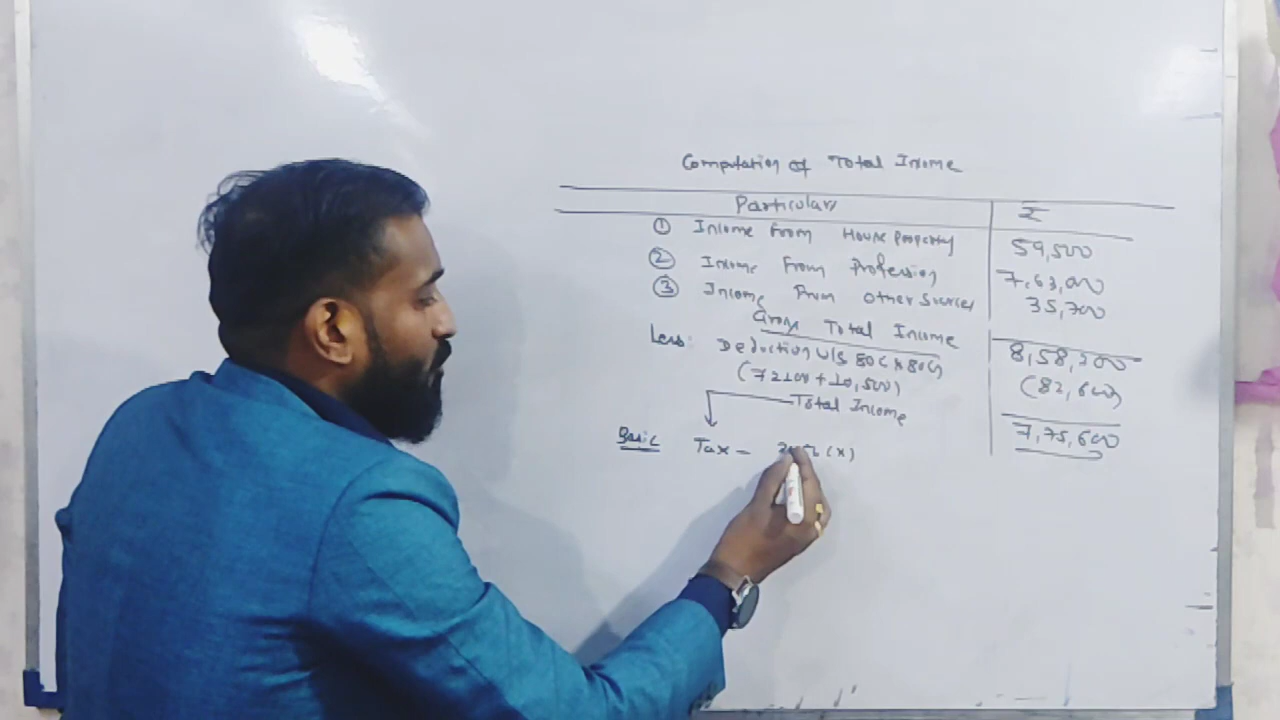 Computation of Total Income
Particulars ₹
① Income From House Property 59,500
② Income From Profession 7,63,000
③ Income From Other Sources 35,700
Gross Total Income 8,58,200
Less: Deduction U/s 80C & 80G (82,600)
(72100 + 10,500)
Total Income 7,75,600
Basic Tax = (x)